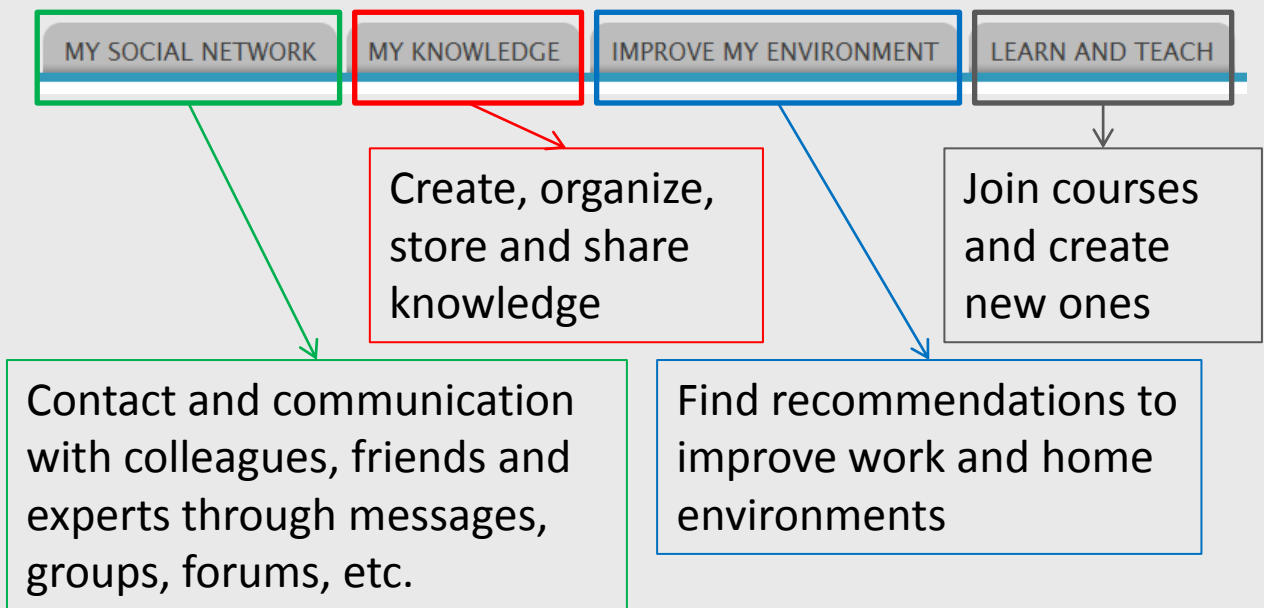 MY SOCIAL NETWORK MY KNOWLEDGE IMPROVE MY ENVIRONMENT LEARN AND TEACH
Create, organize,
store and share
knowledge
Join courses
and create
new ones
Contact and communication
with colleagues, friends and
experts through messages,
groups, forums, etc.
Find recommendations to
improve work and home
environments